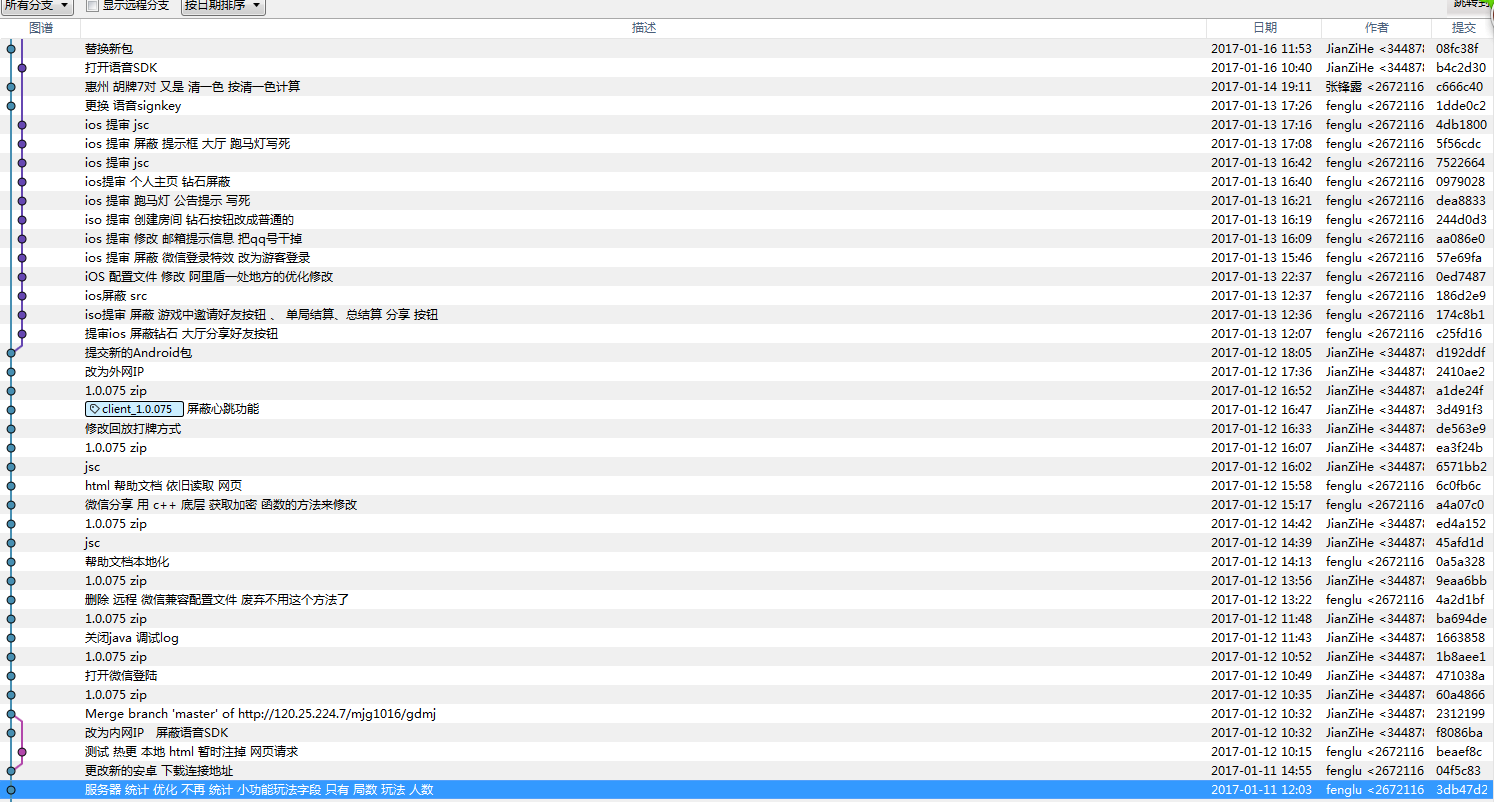 所有分支 显示远程分支 按日期排序 跳转到
图谱 描述 日期 作者 提交
替换新包 2017-01-16 11:53 JianZiHe <34487 08fc38f
打开语音SDK 2017-01-16 10:40 JianZiHe <34487 b4c2d30
惠州 胡牌7对 又是 清一色 按清一色计算 2017-01-14 19:11 张锋露 <2672116 c666c40
更换 语音signkey 2017-01-13 17:26 fenglu <2672116 1dde0c2
ios 提审 jsc 2017-01-13 17:16 fenglu <2672116 4db1800
ios 提审 屏蔽 提示框 大厅 跑马灯写死 2017-01-13 17:08 fenglu <2672116 5f56cdc
ios 提审 jsc 2017-01-13 16:42 fenglu <2672116 7522664
ios提审 个人主页 钻石屏蔽 2017-01-13 16:40 fenglu <2672116 0979028
ios 提审 跑马灯 公告提示 写死 2017-01-13 16:21 fenglu <2672116 dea8833
iso 提审 创建房间 钻石按钮改成普通的 2017-01-13 16:19 fenglu <2672116 244d0d3
ios 提审 修改 邮箱提示信息 把qq号干掉 2017-01-13 16:09 fenglu <2672116 aa086e0
ios 提审 屏蔽 微信登录特效 改为游客登录 2017-01-13 15:46 fenglu <2672116 57e69fa
iOS 配置文件 修改 阿里盾一处地方的优化修改 2017-01-13 22:37 fenglu <2672116 0ed7487
ios屏蔽 src 2017-01-13 12:37 fenglu <2672116 186d2e9
iso提审 屏蔽 游戏中邀请好友按钮 、 单局结算、总结算 分享 按钮 2017-01-13 12:36 fenglu <2672116 174c8b1
提审ios 屏蔽钻石 大厅分享好友按钮 2017-01-13 12:07 fenglu <2672116 c25fd16
提交新的Android包 2017-01-12 18:05 JianZiHe <34487 d192ddf
改为外网IP 2017-01-12 17:36 JianZiHe <34487 2410ae2
1.0.075 zip 2017-01-12 16:52 JianZiHe <34487 a1de24f
client_1.0.075 屏蔽心跳功能 2017-01-12 16:47 JianZiHe <34487 3d491f3
修改回放打牌方式 2017-01-12 16:33 JianZiHe <34487 de563e9
1.0.075 zip 2017-01-12 16:07 JianZiHe <34487 ea3f24b
jsc 2017-01-12 16:02 JianZiHe <34487 6571bb2
html 帮助文档 依旧读取 网页 2017-01-12 15:58 fenglu <2672116 6c0fb6c
微信分享 用 c++ 底层 获取加密 函数的方法来修改 2017-01-12 15:17 fenglu <2672116 a4a07c0
1.0.075 zip 2017-01-12 14:42 JianZiHe <34487 ed4a152
jsc 2017-01-12 14:39 JianZiHe <34487 45afd1d
帮助文档本地化 2017-01-12 14:13 fenglu <2672116 0a5a328
1.0.075 zip 2017-01-12 13:56 JianZiHe <34487 9eaa6bb
删除 远程 微信兼容配置文件 废弃不用这个方法了 2017-01-12 13:22 fenglu <2672116 4a2d1bf
1.0.075 zip 2017-01-12 11:48 JianZiHe <34487 ba694de
关闭java 调试log 2017-01-12 11:43 JianZiHe <34487 1663858
1.0.075 zip 2017-01-12 10:52 JianZiHe <34487 1b8aee1
打开微信登陆 2017-01-12 10:49 JianZiHe <34487 471038a
1.0.075 zip 2017-01-12 10:35 JianZiHe <34487 60a4866
Merge branch 'master' of http://120.25.224.7/mjg1016/gdmj 2017-01-12 10:32 JianZiHe <34487 2312199
改为内网IP 屏蔽语音SDK 2017-01-12 10:32 JianZiHe <34487 f8086ba
测试 热更 本地 html 暂时注掉 网页请求 2017-01-12 10:15 fenglu <2672116 beaef8c
更改新的安卓 下载连接地址 2017-01-11 14:55 fenglu <2672116 04f5c83
服务器 统计 优化 不再 统计 小功能玩法字段 只有 局数 玩法 人数 2017-01-11 12:03 fenglu <2672116 3db47d2